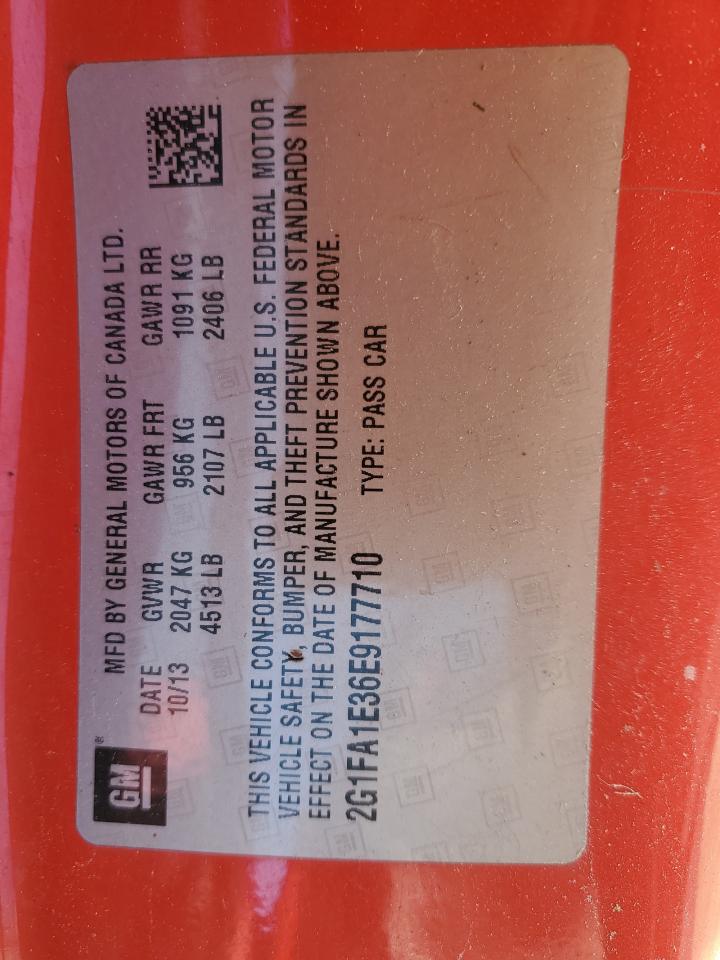 GM®
MFD BY GENERAL MOTORS OF CANADA LTD.
DATE GVWR GAWR FRT GAWR RR
10/13 2047 KG 956 KG 1091 KG
4513 LB 2107 LB 2406 LB
THIS VEHICLE CONFORMS TO ALL APPLICABLE U.S. FEDERAL MOTOR
VEHICLE SAFETY, BUMPER, AND THEFT PREVENTION STANDARDS IN
EFFECT ON THE DATE OF MANUFACTURE SHOWN ABOVE.
2G1FA1E36E9177710 TYPE: PASS CAR